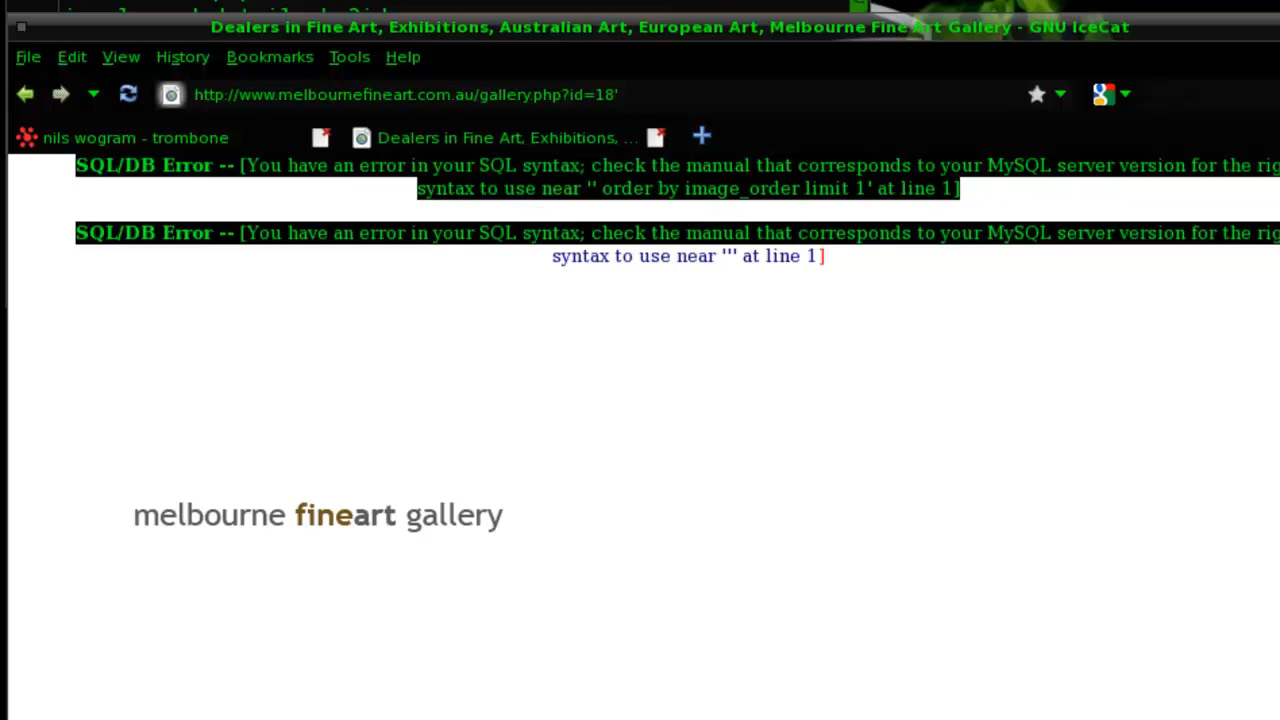 Dealers in Fine Art, Exhibitions, Australian Art, European Art, Melbourne Fine Art Gallery - GNU IceCat
File Edit View History Bookmarks Tools Help
http://www.melbournefineart.com.au/gallery.php?id=18'
nils wogram - trombone Dealers in Fine Art, Exhibitions, ...
SQL/DB Error -- [You have an error in your SQL syntax; check the manual that corresponds to your MySQL server version for the rig
syntax to use near '' order by image_order limit 1' at line 1]
SQL/DB Error -- [You have an error in your SQL syntax; check the manual that corresponds to your MySQL server version for the rig
syntax to use near ''' at line 1]
melbourne fineart gallery